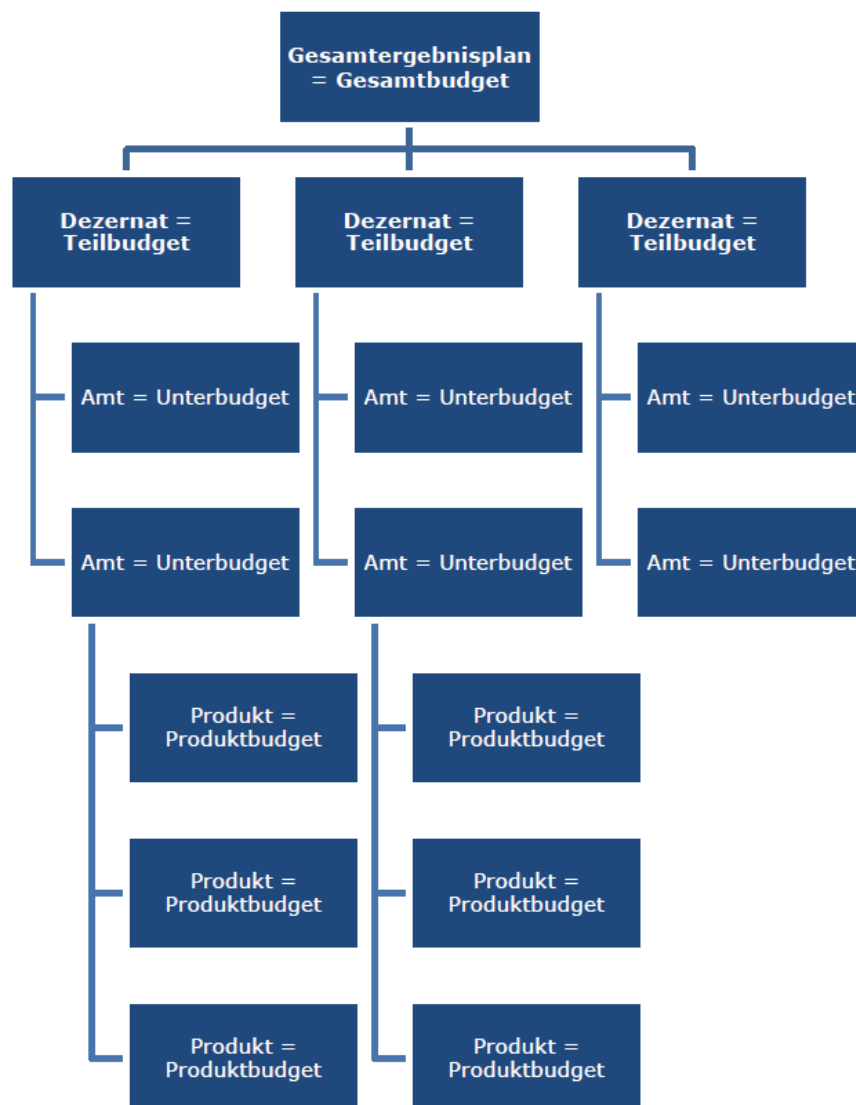 Gesamtergebnisplan
= Gesamtbudget
Dezernat =
Teilbudget
Dezernat =
Teilbudget
Dezernat =
Teilbudget
Amt = Unterbudget
Amt = Unterbudget
Amt = Unterbudget
Amt = Unterbudget
Amt = Unterbudget
Amt = Unterbudget
Produkt =
Produktbudget
Produkt =
Produktbudget
Produkt =
Produktbudget
Produkt =
Produktbudget
Produkt =
Produktbudget
Produkt =
Produktbudget